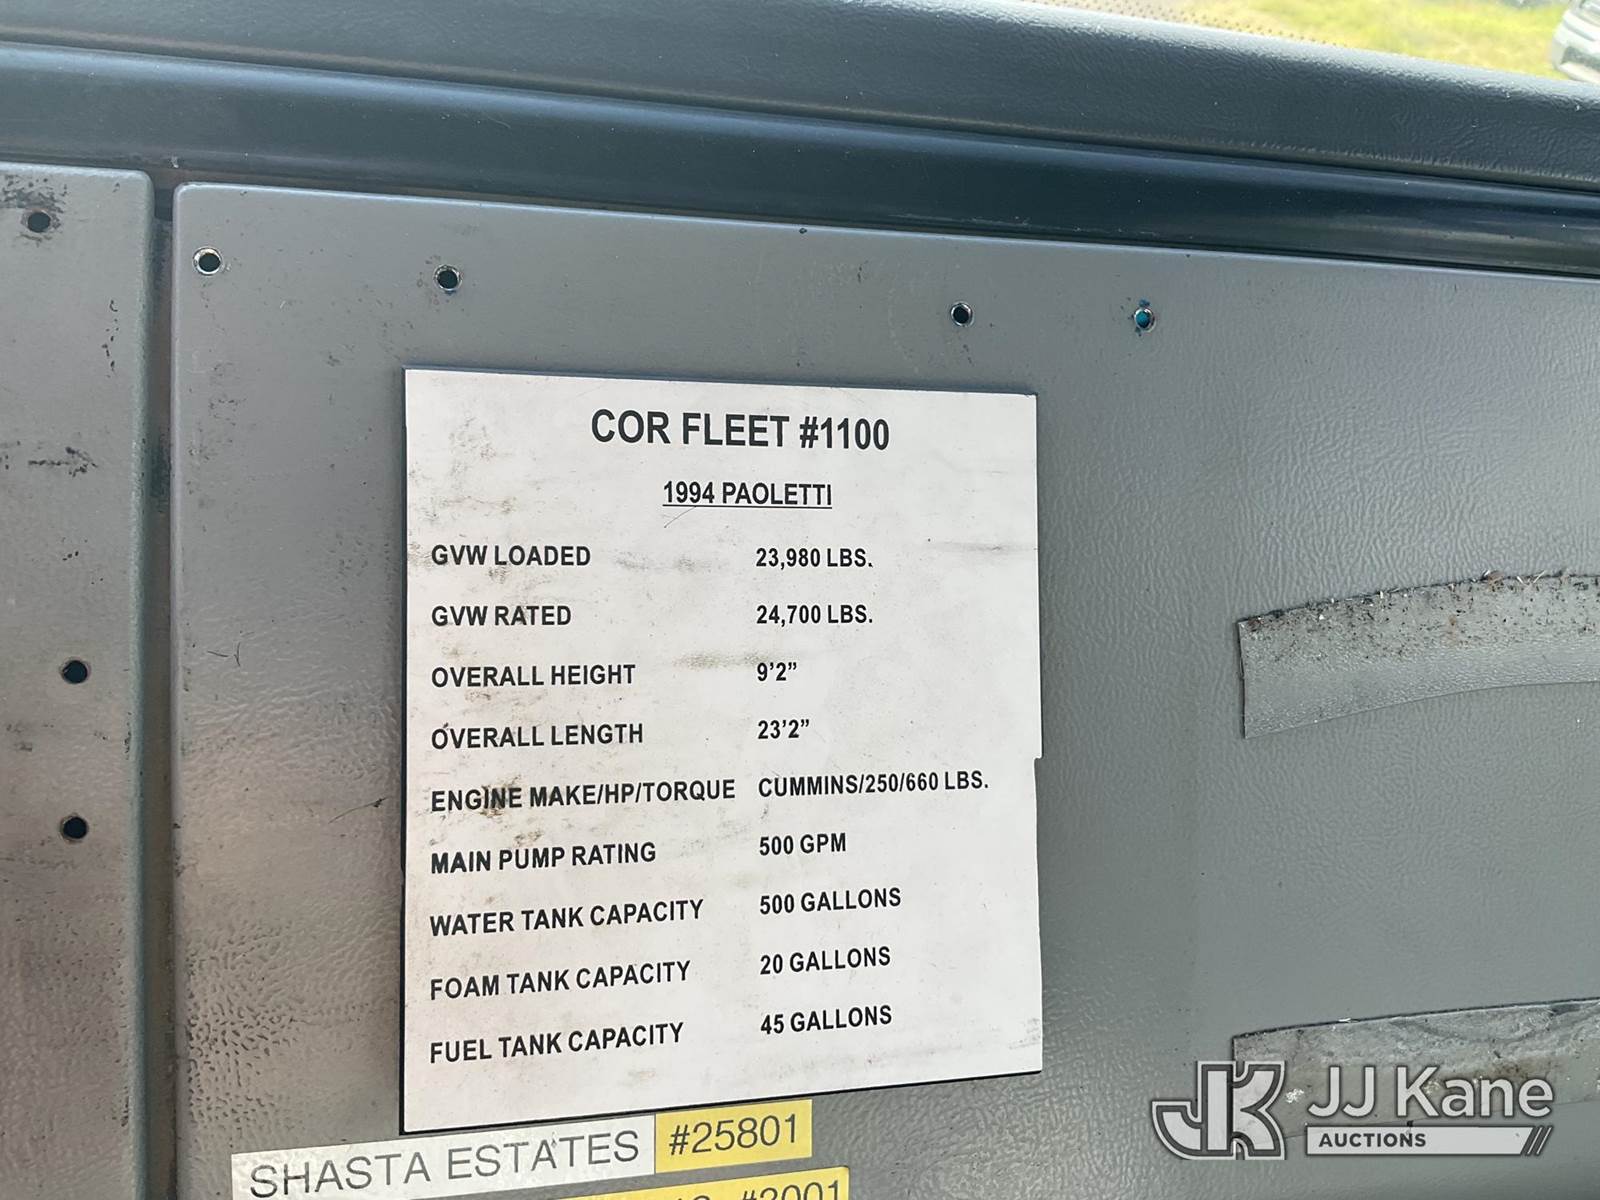 COR FLEET #1100
1994 PAOLETTI
GVW LOADED 23,980 LBS.
GVW RATED 24,700 LBS.
OVERALL HEIGHT 9'2"
OVERALL LENGTH 23'2"
ENGINE MAKE/HP/TORQUE CUMMINS/250/660 LBS.
MAIN PUMP RATING 500 GPM
WATER TANK CAPACITY 500 GALLONS
FOAM TANK CAPACITY 20 GALLONS
FUEL TANK CAPACITY 45 GALLONS
SHASTA ESTATES #25801
JK JJ Kane
AUCTIONS